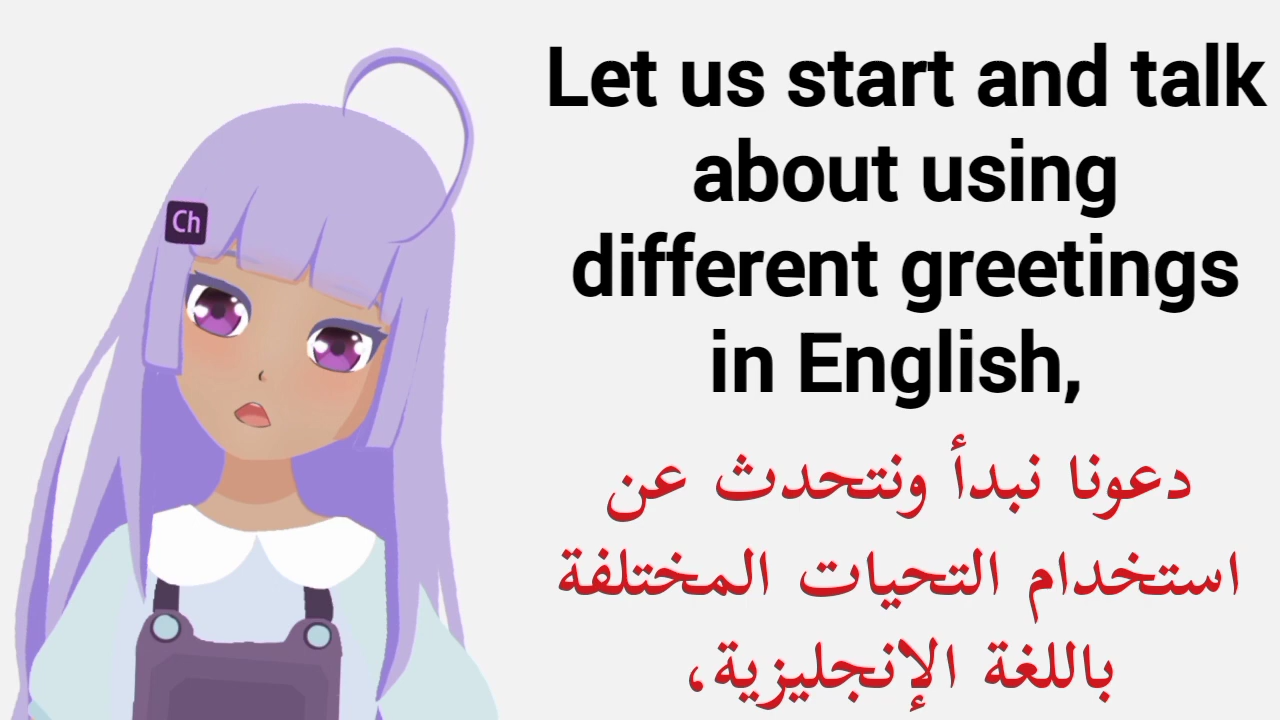 Ch
Let us start and talk
about using
different greetings
in English,
دعونا نبدأ ونتحدث عن
استخدام التحيات المختلفة
باللغة الإنجليزية،